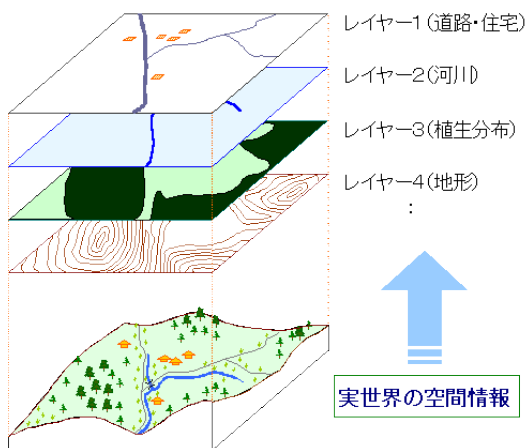 レイヤー1(道路・住宅)
レイヤー2(河川)
レイヤー3(植生分布)
レイヤー4(地形)
:
実世界の空間情報